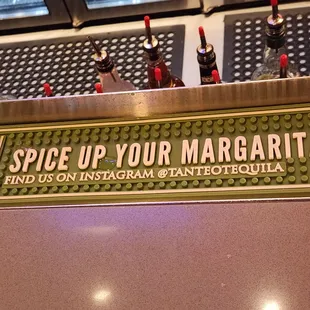 SPICE UP YOUR MARGARIT
FIND US ON INSTAGRAM @TANTEOTEQUILA